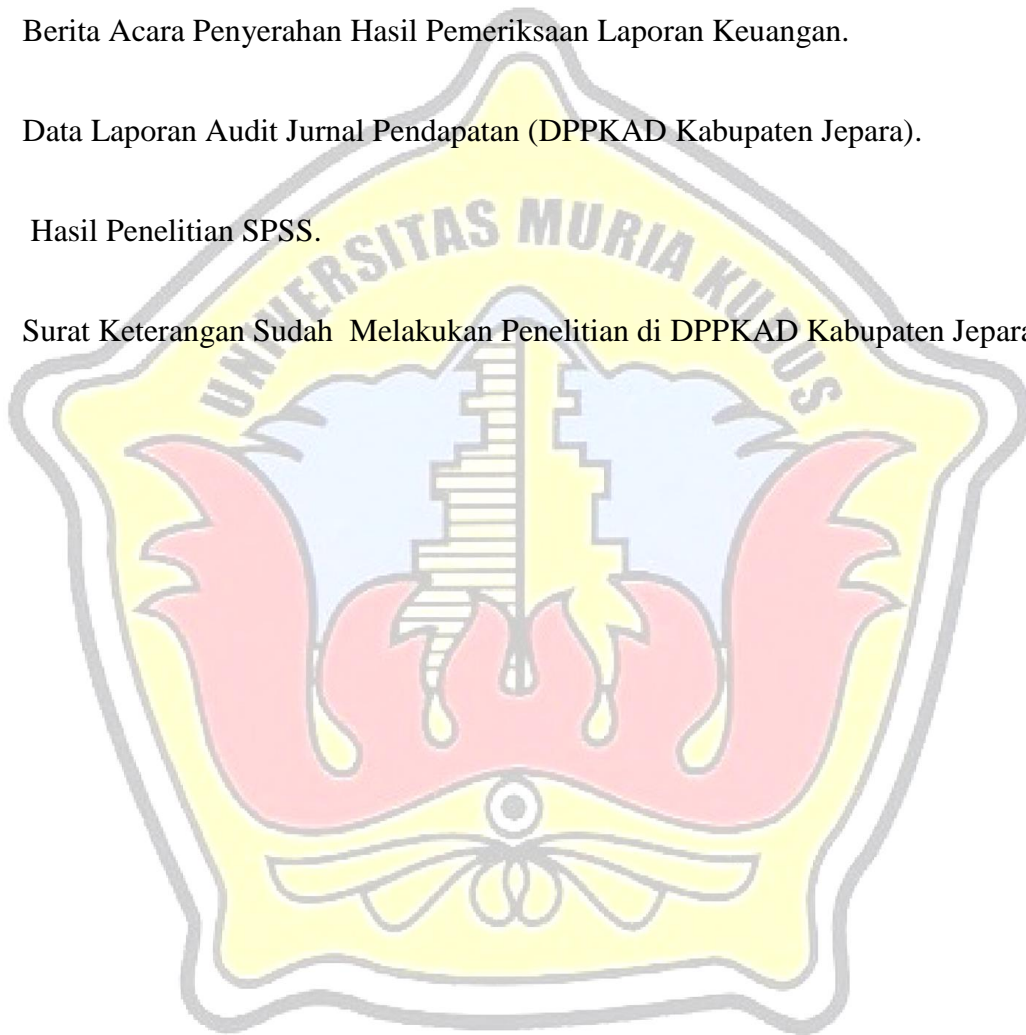 Berita Acara Penyerahan Hasil Pemeriksaan Laporan Keuangan.
Data Laporan Audit Jurnal Pendapatan (DPPKAD Kabupaten Jepara).
Hasil Penelitian SPSS.
UNIVERSITAS MURIA KUDUS
Surat Keterangan Sudah Melakukan Penelitian di DPPKAD Kabupaten Jepara